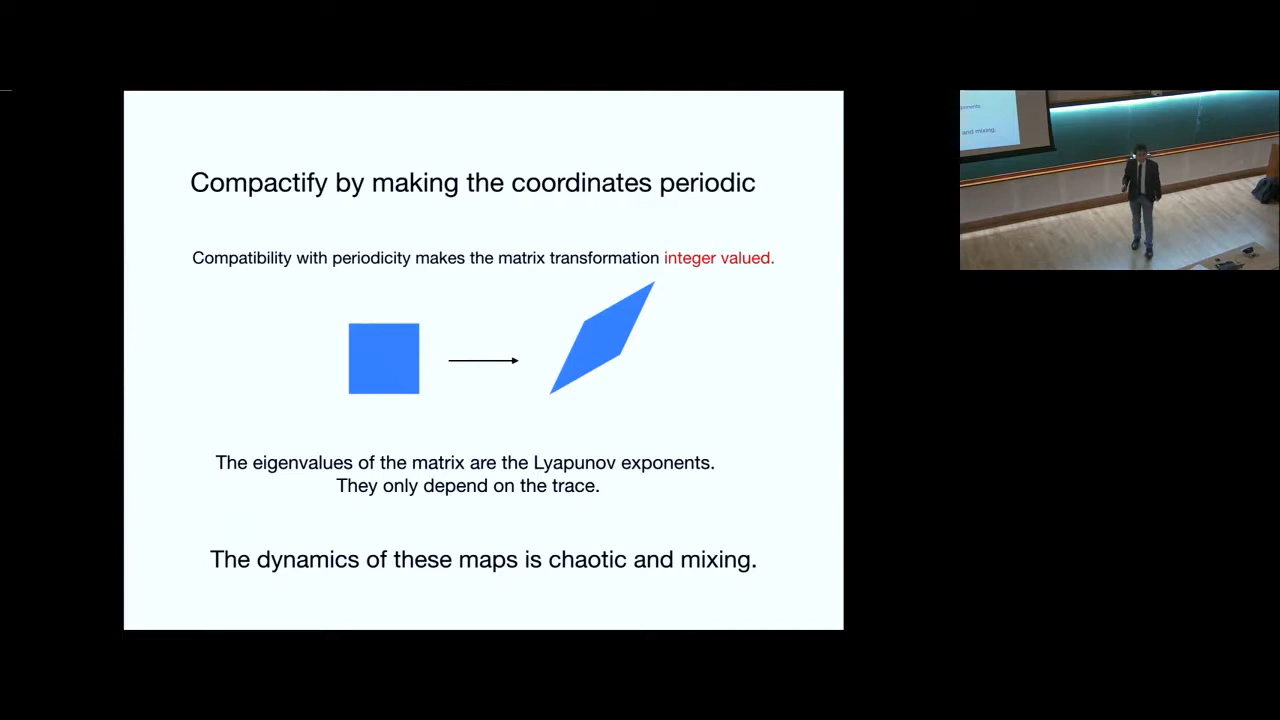 Compactify by making the coordinates periodic
Compatibility with periodicity makes the matrix transformation integer valued.
The eigenvalues of the matrix are the Lyapunov exponents.
They only depend on the trace.
The dynamics of these maps is chaotic and mixing.
and mixing.